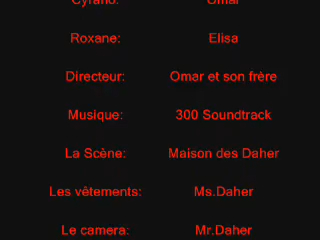 Cyrano: Omar
Roxane: Elisa
Directeur: Omar et son frère
Musique: 300 Soundtrack
La Scène: Maison des Daher
Les vêtements: Ms.Daher
Le camera: Mr.Daher